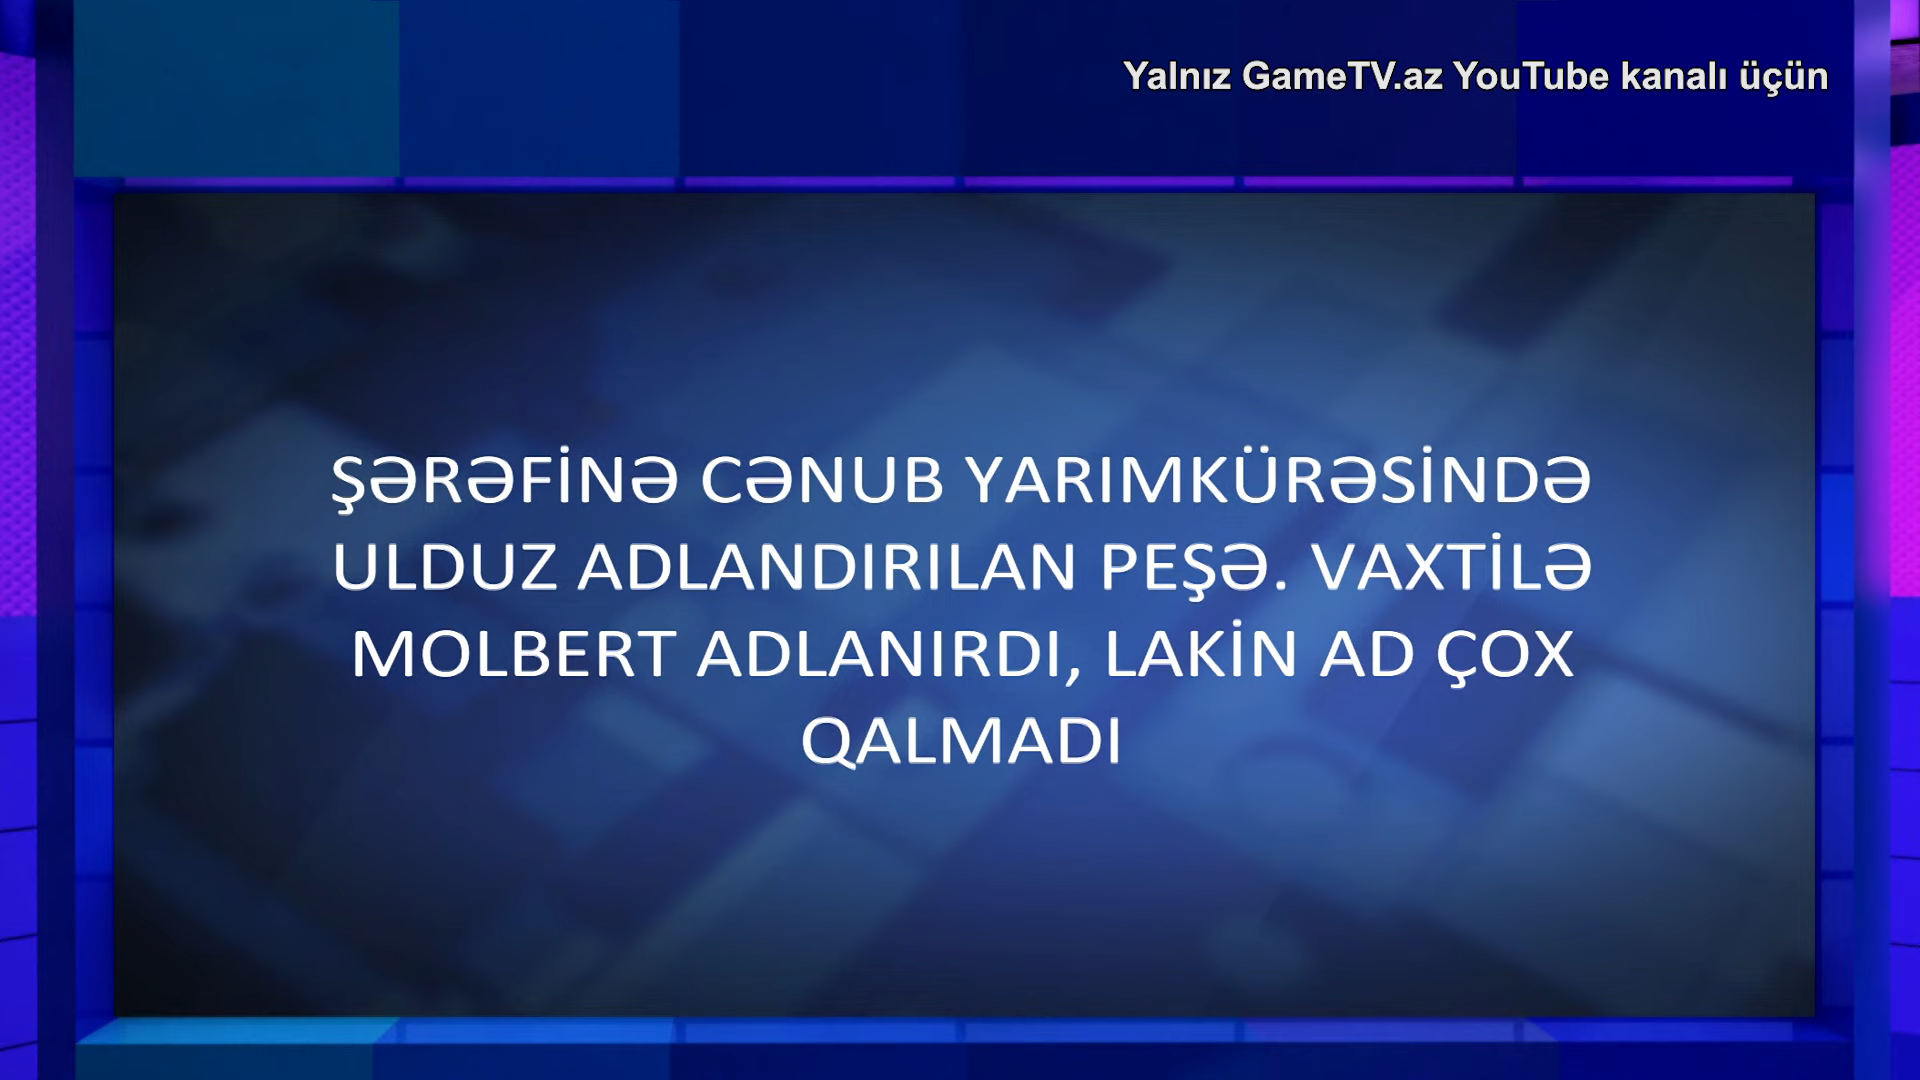 Yalnız GameTV.az YouTube kanalı üçün
ŞƏRƏFİNƏ CƏNUB YARIMKÜRƏSİNDƏ
ULDUZ ADLANDIRILAN PEŞƏ. VAXTİLƏ
MOLBERT ADLANIRDI, LAKİN AD ÇOX
QALMADI